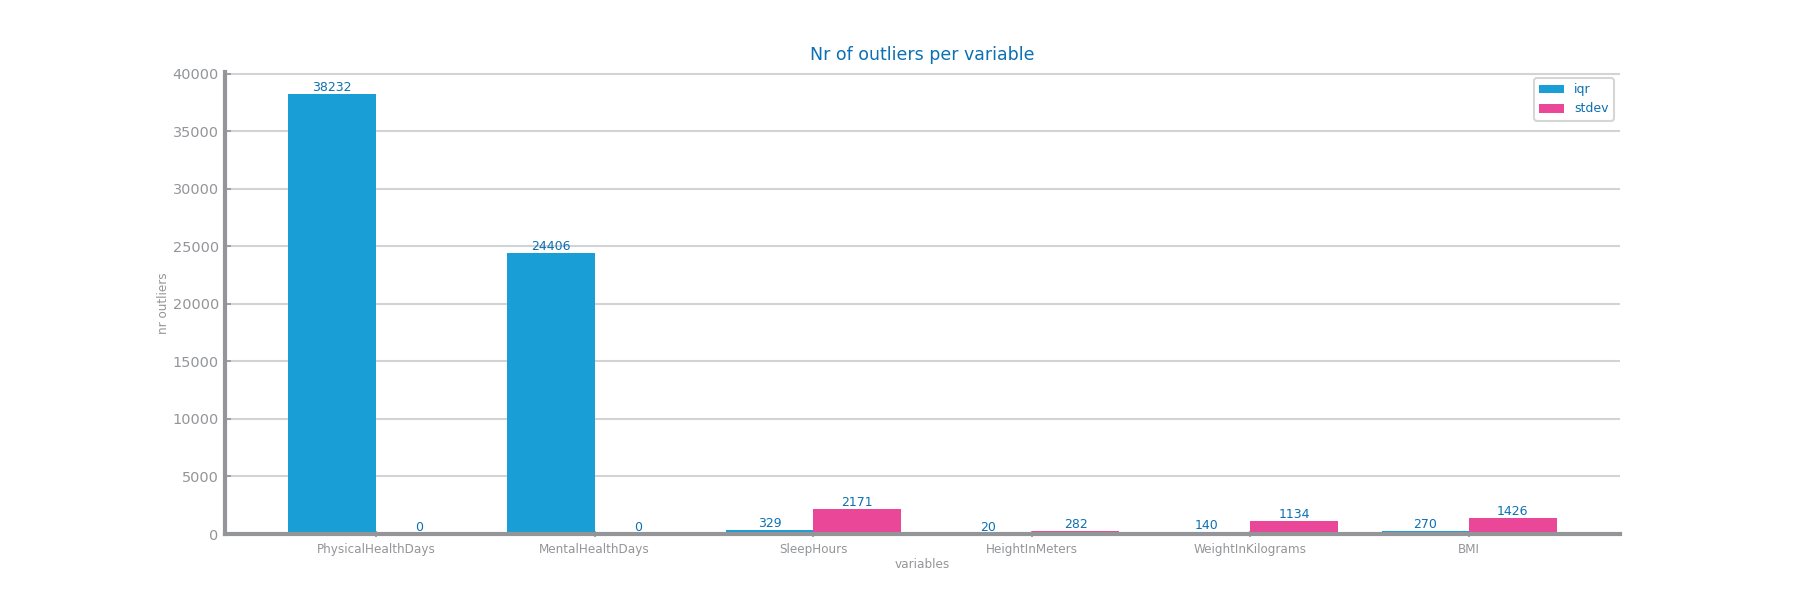 Nr of outliers per variable
40000
35000
30000
25000
20000
15000
10000
5000
0
nr outliers
38232
0
24406
0
329
2171
20
282
140
1134
270
1426
iqr
stdev
PhysicalHealthDays
MentalHealthDays
SleepHours
HeightInMeters
WeightInKilograms
BMI
variables